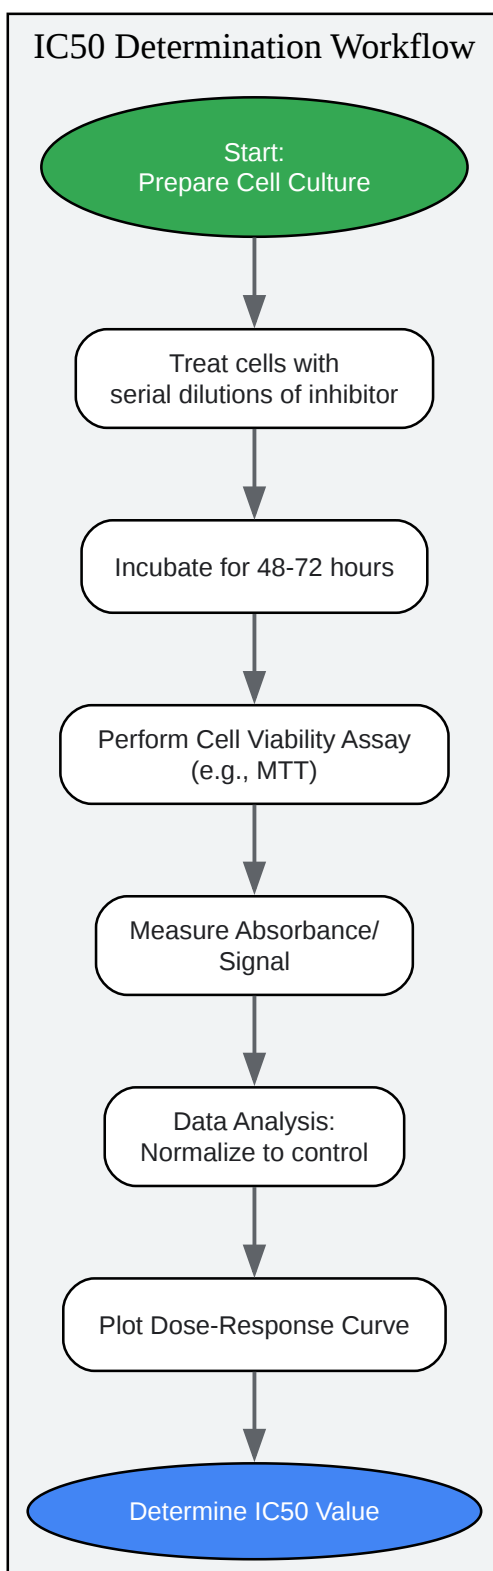 IC50 Determination Workflow
Start:
Prepare Cell Culture
Treat cells with
serial dilutions of inhibitor
Incubate for 48-72 hours
Perform Cell Viability Assay
(e.g., MTT)
Measure Absorbance/
Signal
Data Analysis:
Normalize to control
Plot Dose-Response Curve
Determine IC50 Value